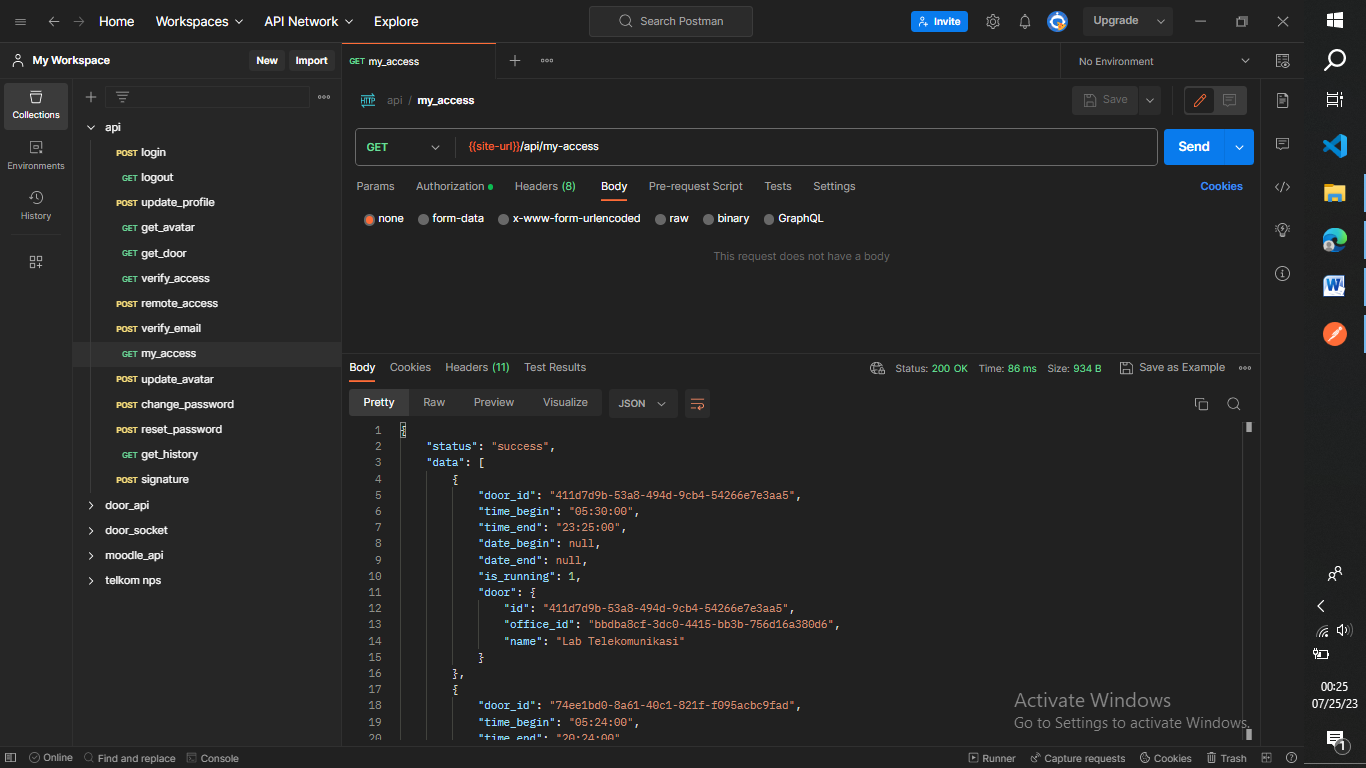 Home Workspaces API Network Explore Search Postman Invite Upgrade
My Workspace New Import GET my_access No Environment
Collections
Environments
History
api
POST login
GET logout
POST update_profile
GET get_avatar
GET get_door
GET verify_access
POST remote_access
POST verify_email
GET my_access
POST update_avatar
POST change_password
POST reset_password
GET get_history
POST signature
door_api
door_socket
moodle_api
telkom nps
HTTP api / my_access Save
GET {{site-url}}/api/my-access Send
Params Authorization Headers (8) Body Pre-request Script Tests Settings Cookies
none form-data x-www-form-urlencoded raw binary GraphQL
This request does not have a body
Body Cookies Headers (11) Test Results Status: 200 OK Time: 86 ms Size: 934 B Save as Example
Pretty Raw Preview Visualize JSON
1 {
2 "status": "success",
3 "data": [
4 {
5 "door_id": "411d7d9b-53a8-494d-9cb4-54266e7e3aa5",
6 "time_begin": "05:30:00",
7 "time_end": "23:25:00",
8 "date_begin": null,
9 "date_end": null,
10 "is_running": 1,
11 "door": {
12 "id": "411d7d9b-53a8-494d-9cb4-54266e7e3aa5",
13 "office_id": "bbdba8cf-3dc0-4415-bb3b-756d16a380d6",
14 "name": "Lab Telekomunikasi"
15 }
16 },
17 {
18 "door_id": "74ee1bd0-8a61-40c1-821f-f095acbc9fad",
19 "time_begin": "05:24:00",
20 "time_end": "20:24:00"
Activate Windows
Go to Settings to activate Windows.
Online Find and replace Console Runner Capture requests Cookies Trash
00:25
07/25/23
1